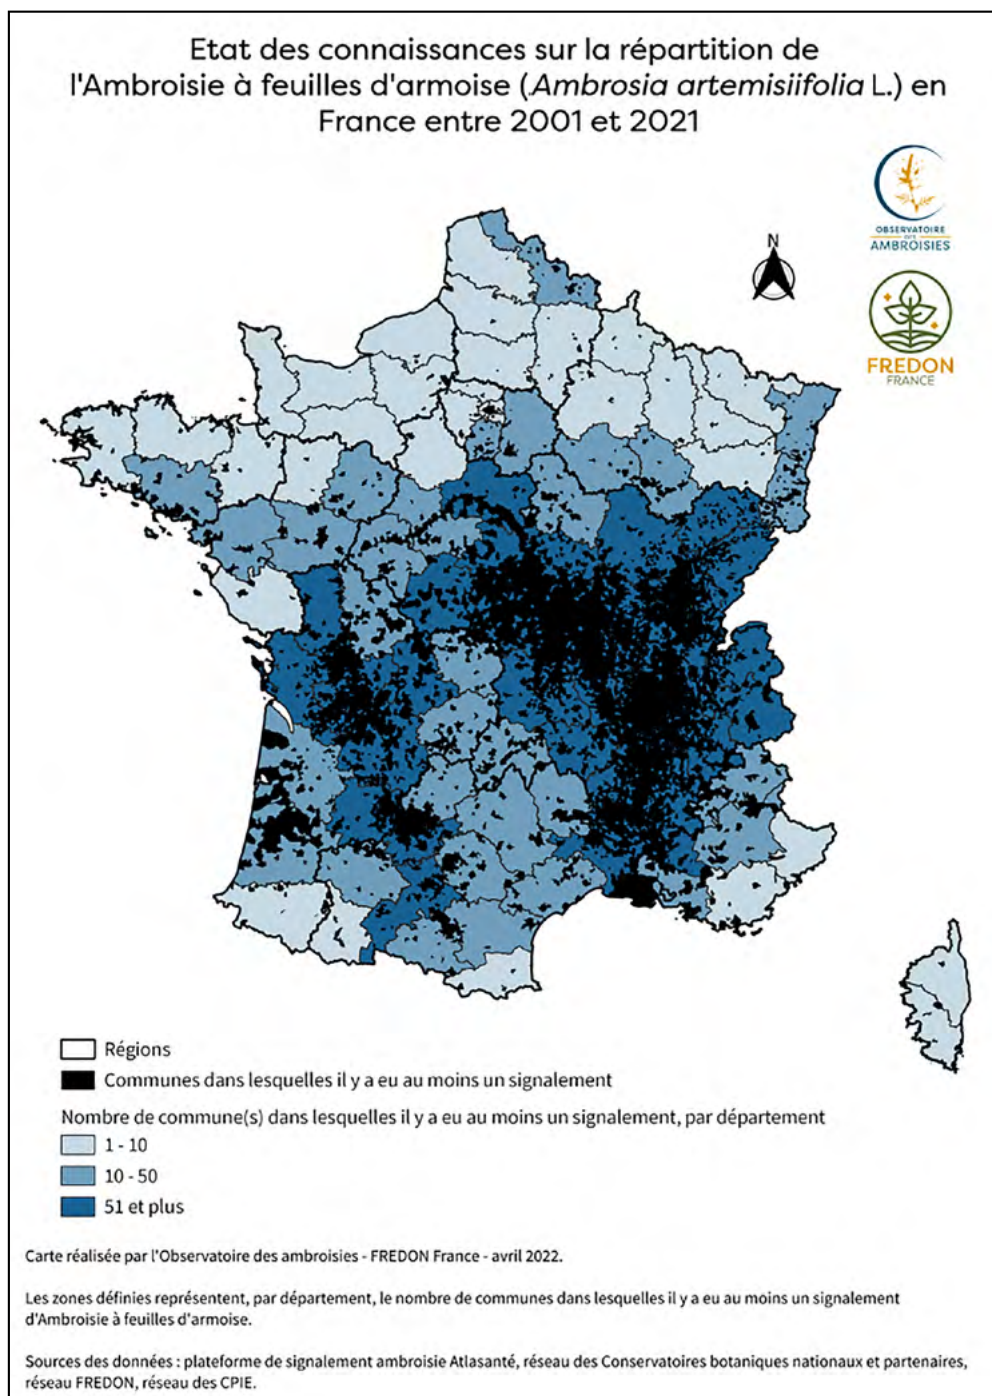 Etat des connaissances sur la répartition de
l'Ambroisie à feuilles d'armoise (Ambrosia artemisiifolia L.) en
France entre 2001 et 2021
OBSERVATOIRE
DES
AMBROISIES
N
FREDON
FRANCE
Régions
Communes dans lesquelles il y a eu au moins un signalement
Nombre de commune(s) dans lesquelles il y a eu au moins un signalement, par département
1 - 10
10 - 50
51 et plus
Carte réalisée par l'Observatoire des ambroisies - FREDON France - avril 2022.
Les zones définies représentent, par département, le nombre de communes dans lesquelles il y a eu au moins un signalement
d'Ambroisie à feuilles d'armoise.
Sources des données : plateforme de signalement ambroisie Atlasanté, réseau des Conservatoires botaniques nationaux et partenaires,
réseau FREDON, réseau des CPIE.